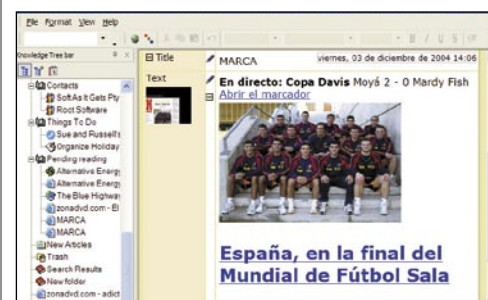 File Format View Help
Knowledge Tree bar
Contacts
Soft As It Gets Pty
Root Software
Things To Do
Sue and Russell's
Organize Holiday
Pending reading
Alternative Energy
Alternative Energy
The Blue Highway
zonadvd.com - El
MARCA
MARCA
New Articles
Trash
Search Results
New folder
zonadvd.com - adict
Title
Text
MARCA
viernes, 03 de diciembre de 2004 14:06
En directo: Copa Davis Moyá 2 - 0 Mardy Fish
Abrir el marcador
España, en la final del
Mundial de Fútbol Sala